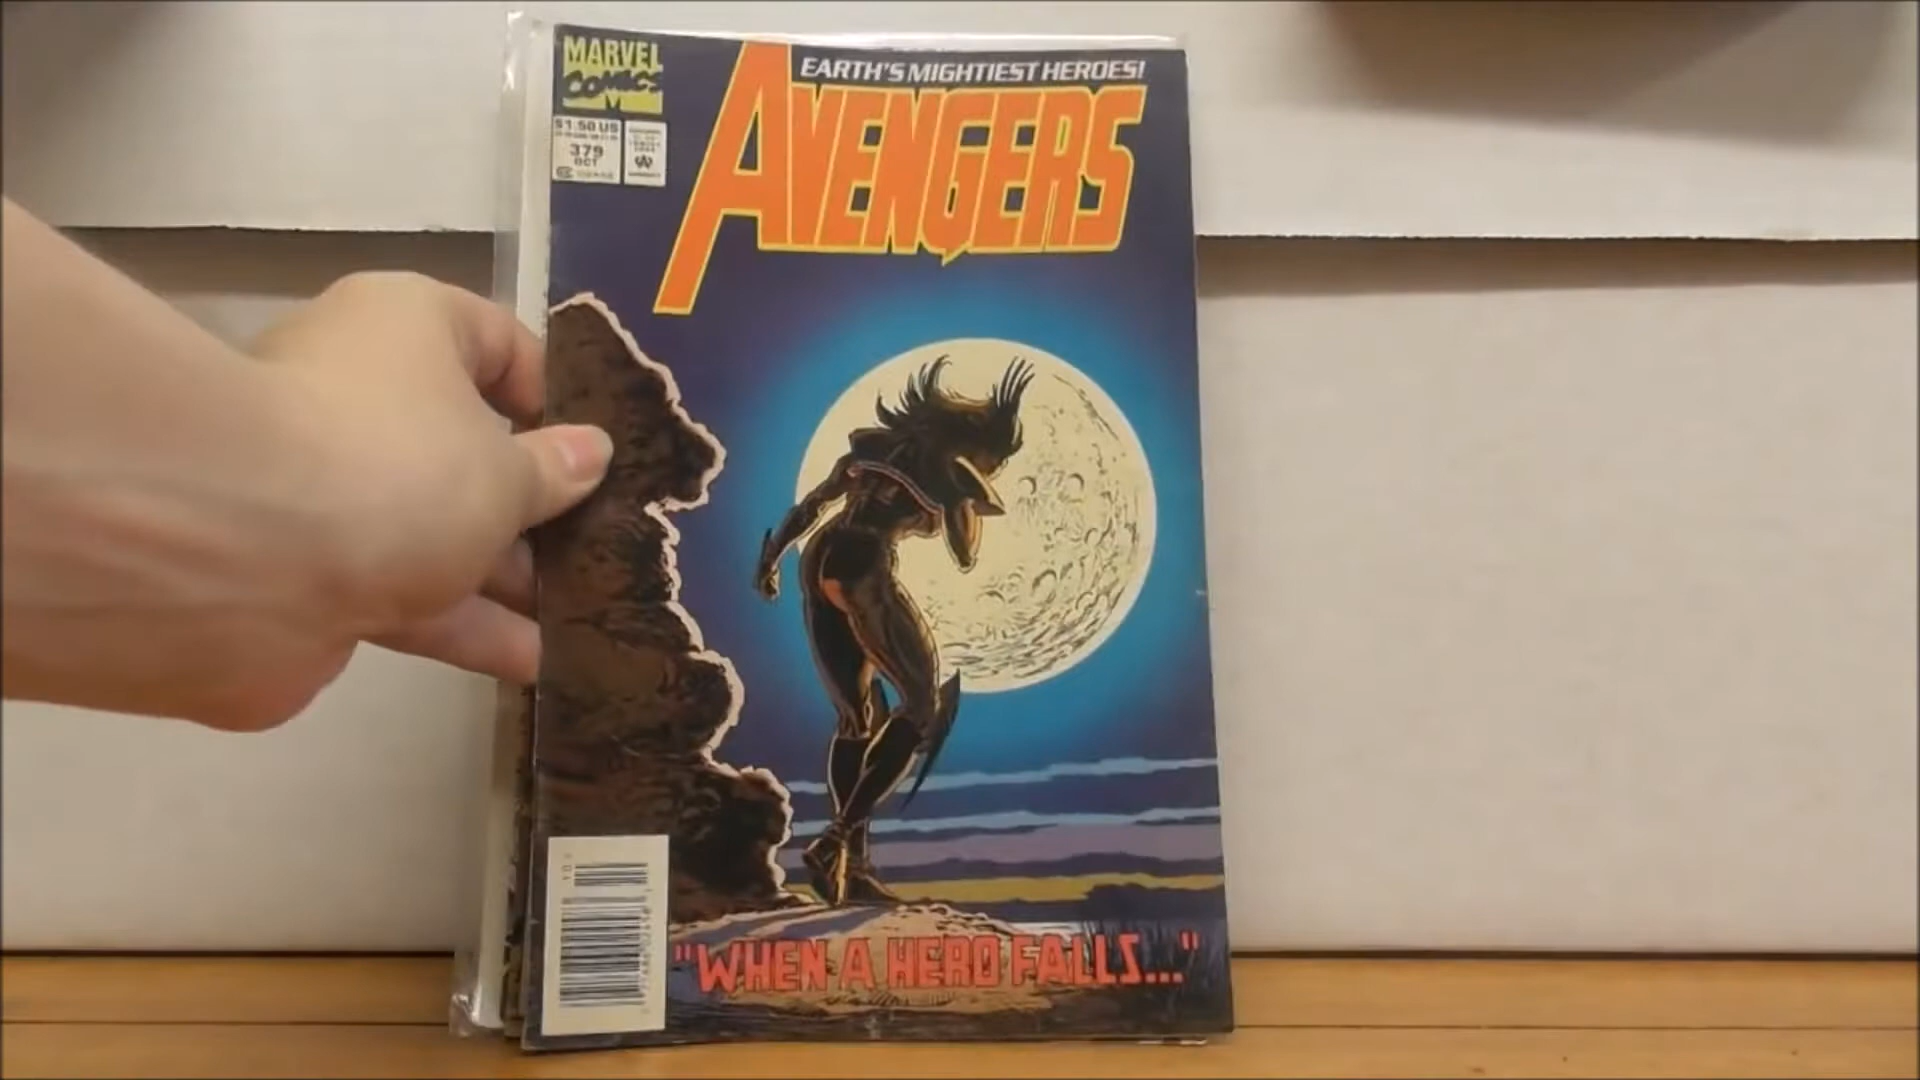 MARVEL
COMICS
EARTH'S MIGHTIEST HEROES!
AVENGERS
$1.50 US
379
OCT
"WHEN A HERO FALLS..."